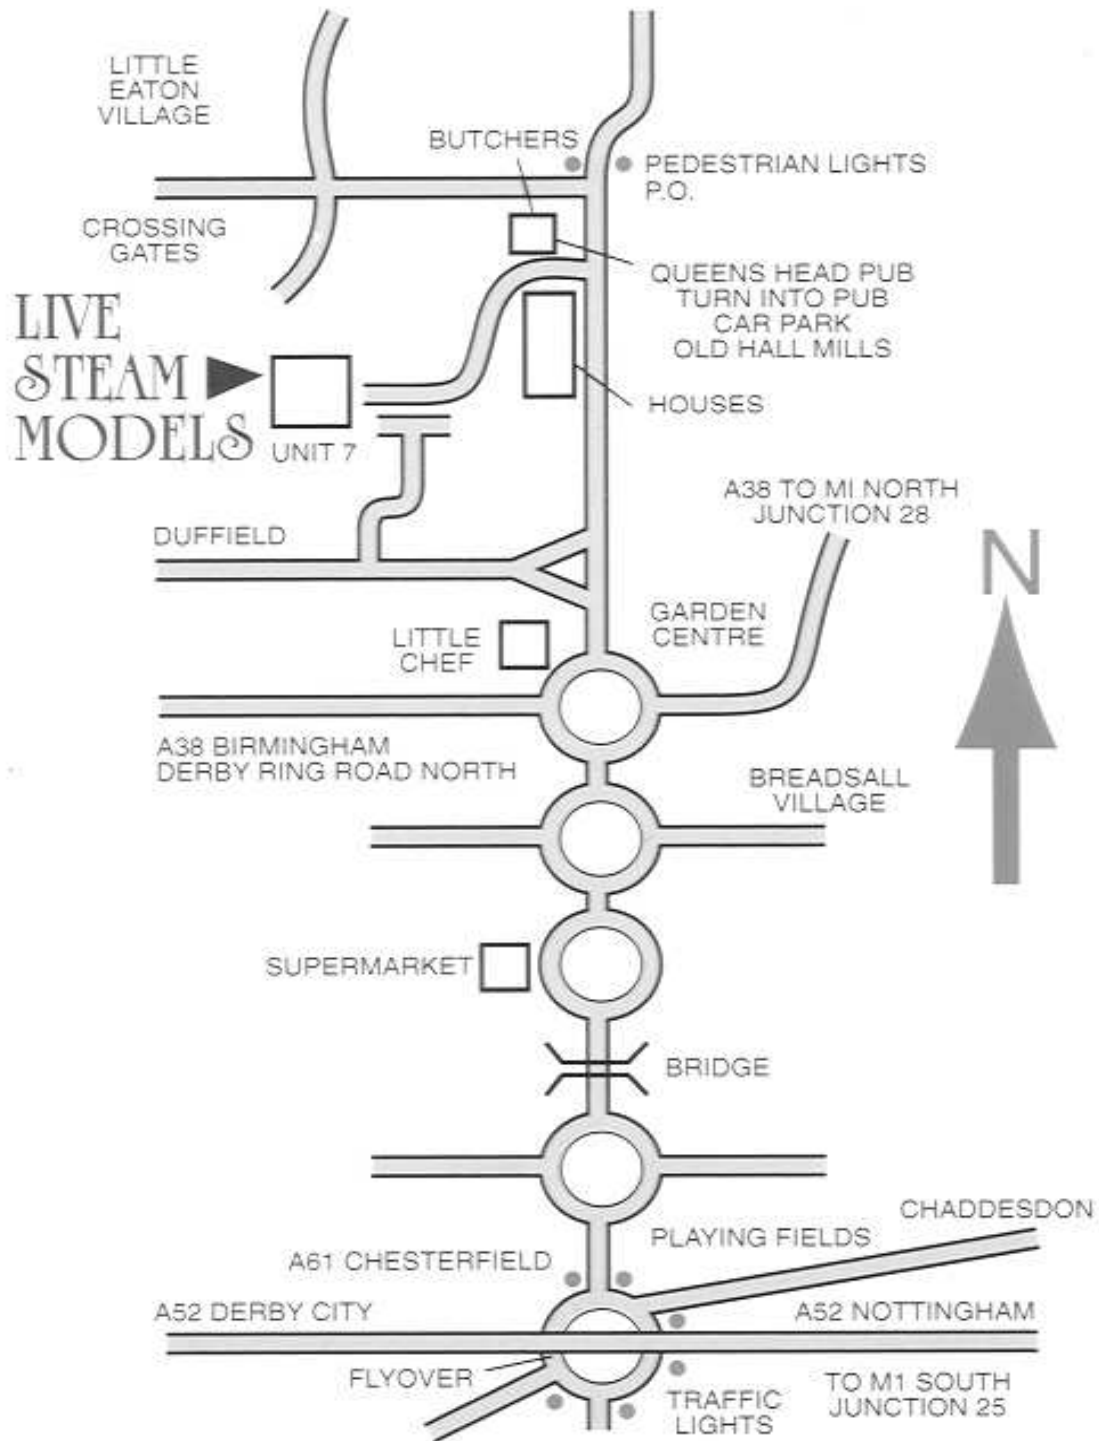 LITTLE
EATON
VILLAGE
BUTCHERS
PEDESTRIAN LIGHTS
P.O.
CROSSING
GATES
QUEENS HEAD PUB
TURN INTO PUB
CAR PARK
OLD HALL MILLS
LIVE
STEAM
MODELS
UNIT 7
HOUSES
A38 TO MI NORTH
JUNCTION 28
DUFFIELD
N
GARDEN
CENTRE
LITTLE
CHEF
A38 BIRMINGHAM
DERBY RING ROAD NORTH
BREADSALL
VILLAGE
SUPERMARKET
BRIDGE
CHADDESDON
PLAYING FIELDS
A61 CHESTERFIELD
A52 DERBY CITY
A52 NOTTINGHAM
FLYOVER
TRAFFIC
LIGHTS
TO M1 SOUTH
JUNCTION 25